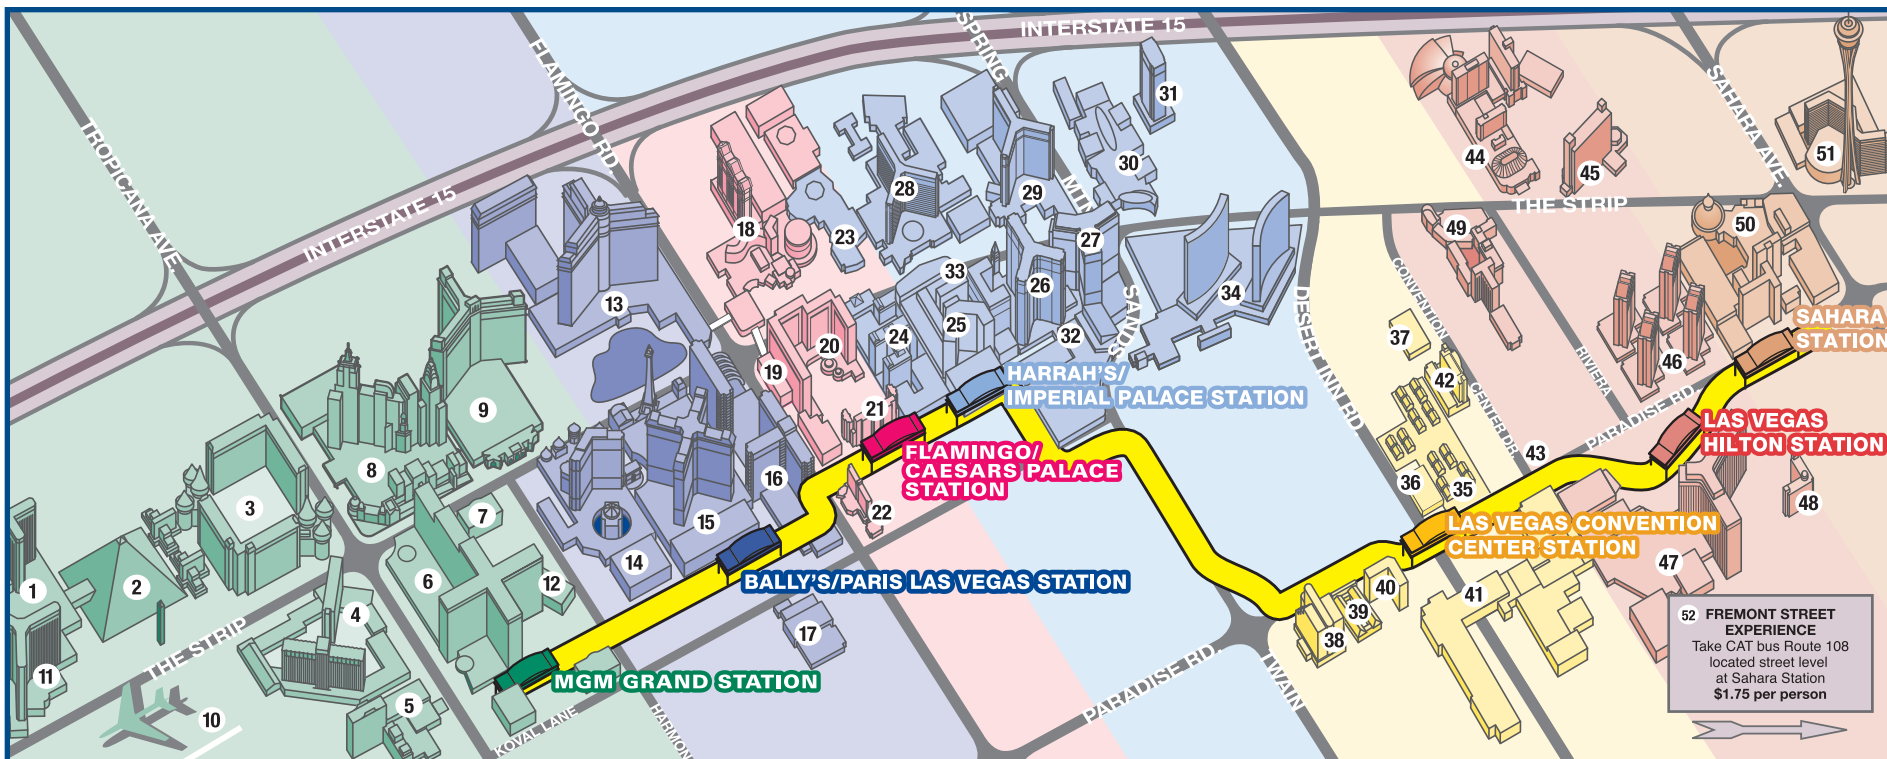 INTERSTATE 15
SPRING
MTN.
FLAMINGO RD.
SAHARA AVE.
TROPICANA AVE.
INTERSTATE 15
THE STRIP
SANDS
DESERT INN RD.
CONVENTION
CENTER DR.
RIVIERA
PARADISE RD
31
44
45
51
30
28
29
18
23
27
49
50
13
33
26
34
25
32
24
20
19
37
42
46
SAHARA
STATION
HARRAH'S/
IMPERIAL PALACE STATION
9
21
LAS VEGAS
HILTON STATION
FLAMINGO/
CAESARS PALACE
STATION
8
16
43
36
35
48
3
7
15
22
LAS VEGAS CONVENTION
CENTER STATION
14
BALLY'S/PARIS LAS VEGAS STATION
1
2
6
12
4
47
40
41
39
38
17
THE STRIP
11
MGM GRAND STATION
5
10
KOVAL LANE
HARMON
PARADISE RD.
TWAIN
52 FREMONT STREET
EXPERIENCE
Take CAT bus Route 108
located street level
at Sahara Station
$1.75 per person